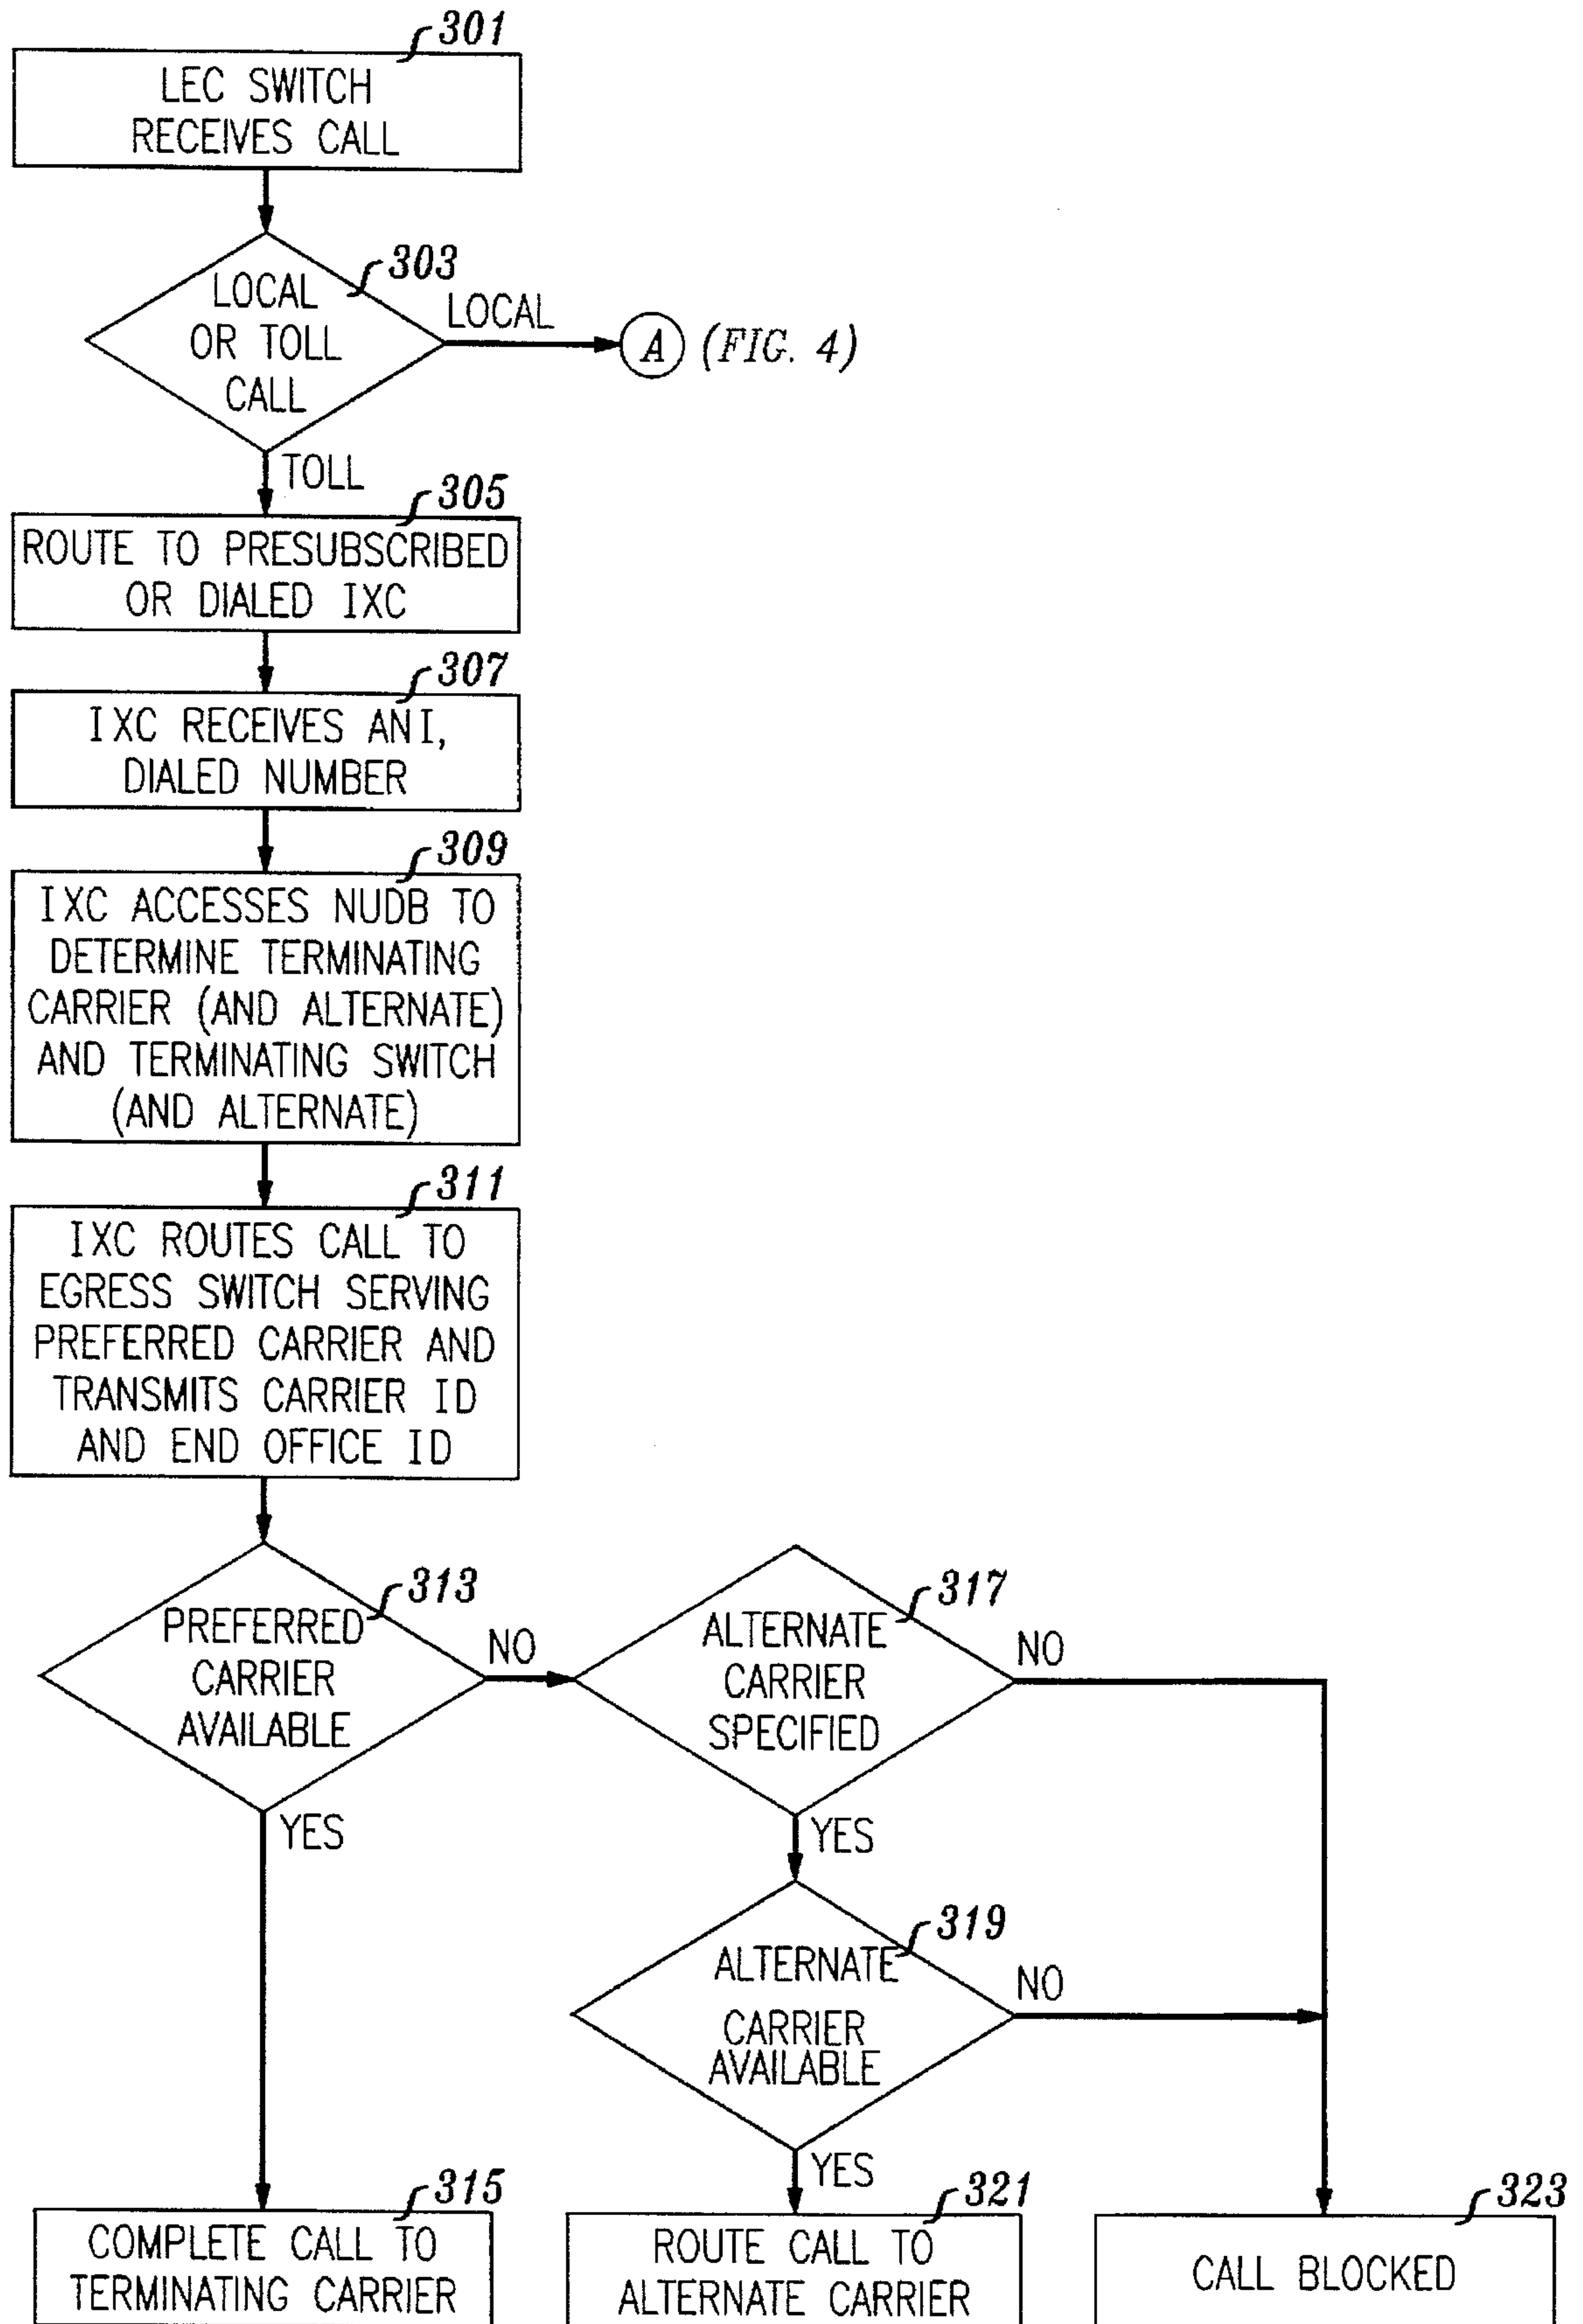 301
LEC SWITCH
RECEIVES CALL
303
LOCAL
OR TOLL
CALL
LOCAL
A (FIG. 4)
TOLL
305
ROUTE TO PRESUBSCRIBED
OR DIALED IXC
307
IXC RECEIVES ANI,
DIALED NUMBER
309
IXC ACCESSES NUDB TO
DETERMINE TERMINATING
CARRIER (AND ALTERNATE)
AND TERMINATING SWITCH
(AND ALTERNATE)
311
IXC ROUTES CALL TO
EGRESS SWITCH SERVING
PREFERRED CARRIER AND
TRANSMITS CARRIER ID
AND END OFFICE ID
313
PREFERRED
CARRIER
AVAILABLE
NO
YES
317
ALTERNATE
CARRIER
SPECIFIED
NO
YES
319
ALTERNATE
CARRIER
AVAILABLE
NO
YES
315
COMPLETE CALL TO
TERMINATING CARRIER
321
ROUTE CALL TO
ALTERNATE CARRIER
323
CALL BLOCKED